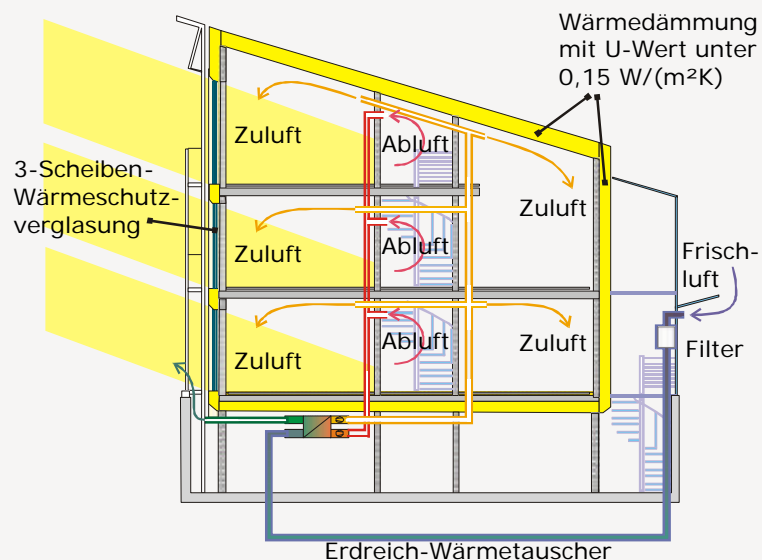 Wärmedämmung
mit U-Wert unter
0,15 W/(m²K)
Zuluft
Abluft
3-Scheiben-
Wärmeschutz-
verglasung
Zuluft
Zuluft
Abluft
Frisch-
luft
Zuluft
Abluft
Zuluft
Filter
Erdreich-Wärmetauscher